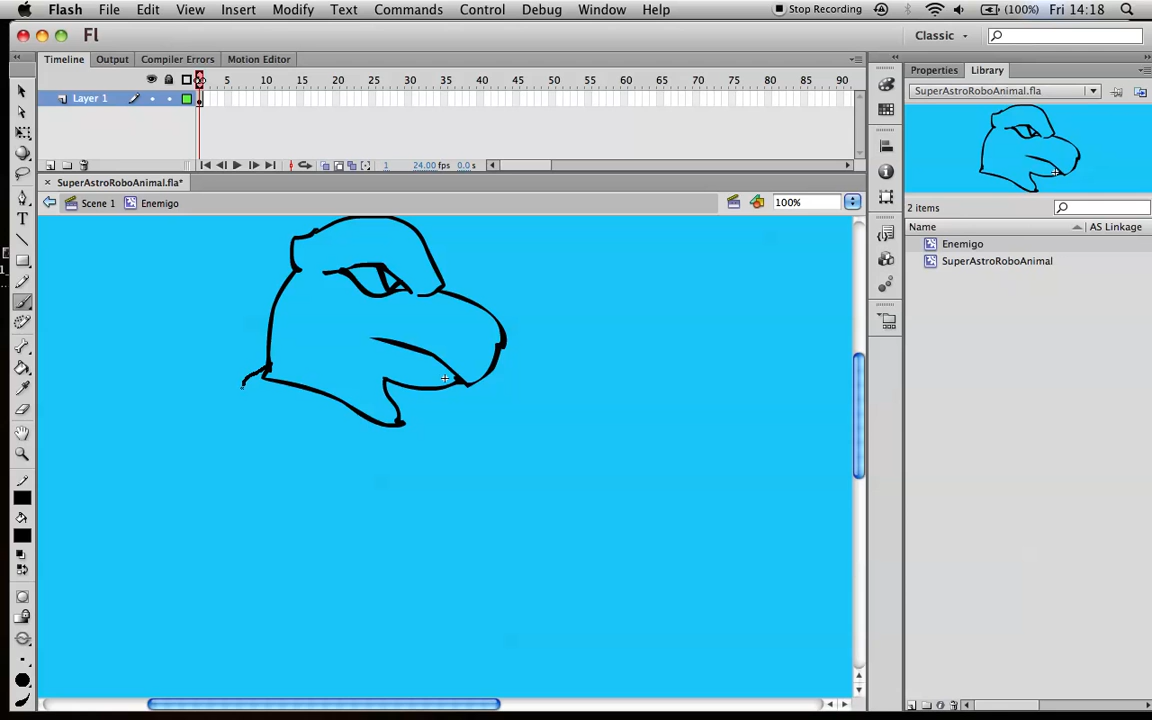 Flash File Edit View Insert Modify Text Commands Control Debug Window Help Stop Recording (100%) Fri 14:18
Fl Classic
Timeline Output Compiler Errors Motion Editor Properties Library
5 10 15 20 25 30 35 40 45 50 55 60 65 70 75 80 85 90
SuperAstroRoboAnimal.fla
Layer 1
1 24.00 fps 0.0 s
SuperAstroRoboAnimal.fla*
Scene 1 Enemigo 100%
2 items
Name AS Linkage
Enemigo
SuperAstroRoboAnimal